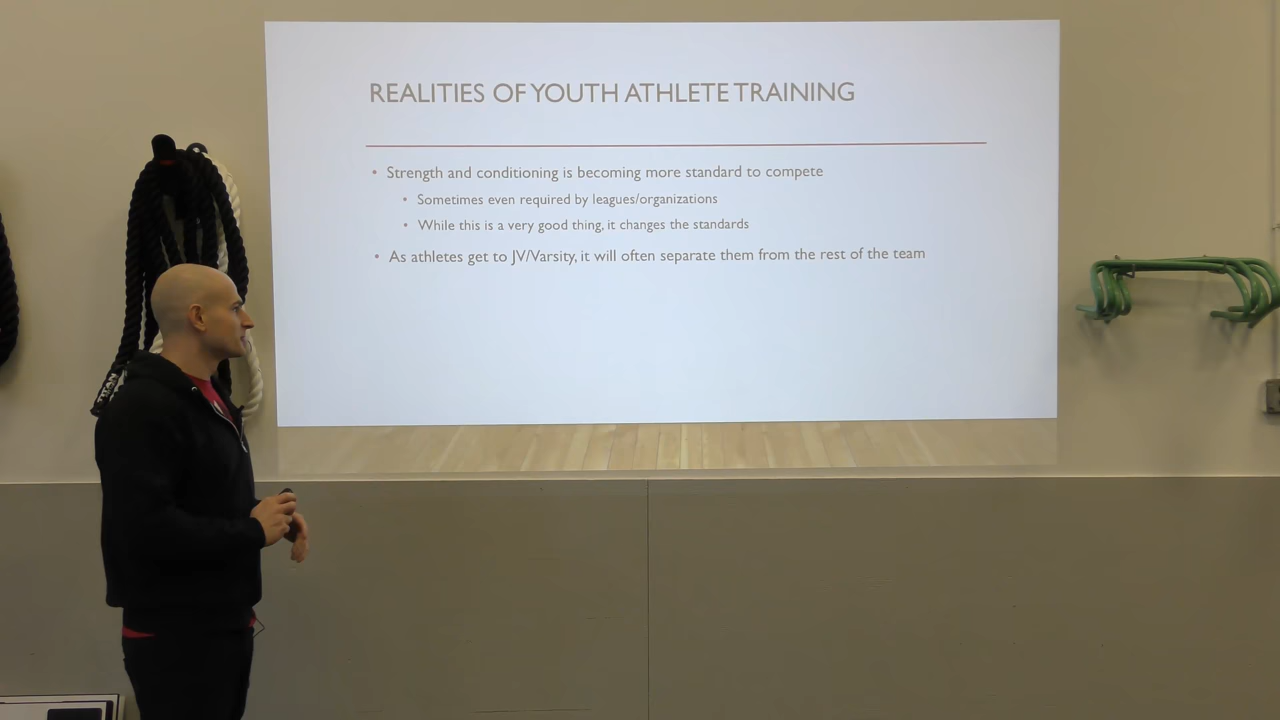 REALITIES OF YOUTH ATHLETE TRAINING
• Strength and conditioning is becoming more standard to compete
• Sometimes even required by leagues/organizations
• While this is a very good thing, it changes the standards
• As athletes get to JV/Varsity, it will often separate them from the rest of the team